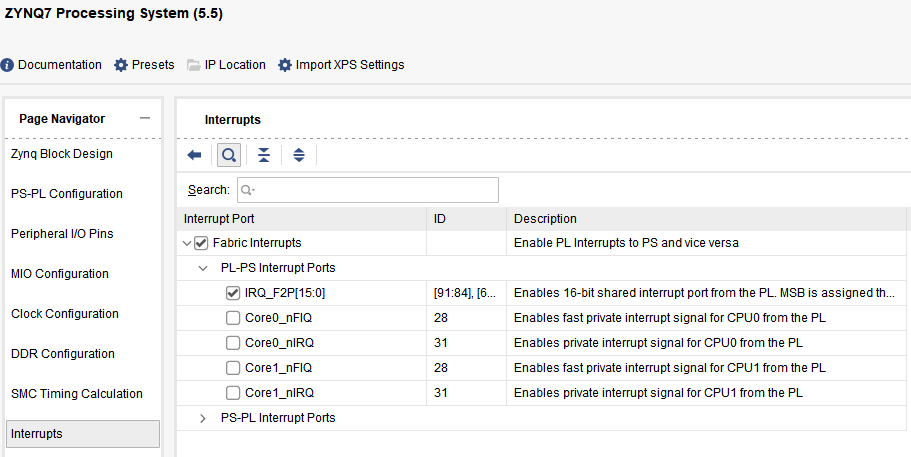 ZYNQ7 Processing System (5.5)
Documentation Presets IP Location Import XPS Settings
Page Navigator
Zynq Block Design
PS-PL Configuration
Peripheral I/O Pins
MIO Configuration
Clock Configuration
DDR Configuration
SMC Timing Calculation
Interrupts
Interrupts
Search:
Interrupt Port ID Description
Fabric Interrupts Enable PL Interrupts to PS and vice versa
PL-PS Interrupt Ports
IRQ_F2P[15:0] [91:84], [6... Enables 16-bit shared interrupt port from the PL. MSB is assigned th...
Core0_nFIQ 28 Enables fast private interrupt signal for CPU0 from the PL
Core0_nIRQ 31 Enables private interrupt signal for CPU0 from the PL
Core1_nFIQ 28 Enables fast private interrupt signal for CPU1 from the PL
Core1_nIRQ 31 Enables private interrupt signal for CPU1 from the PL
PS-PL Interrupt Ports